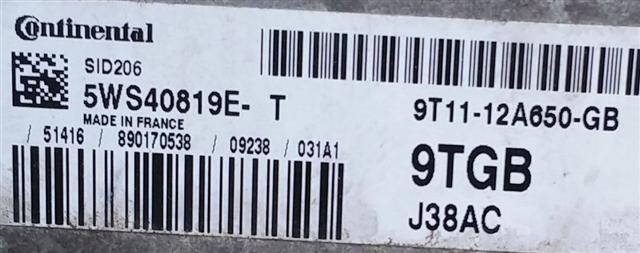 Continental
SID206
5WS40819E- T
MADE IN FRANCE
/ 51416 / 890170538 / 09238 / 031A1
9T11-12A650-GB
9TGB
J38AC